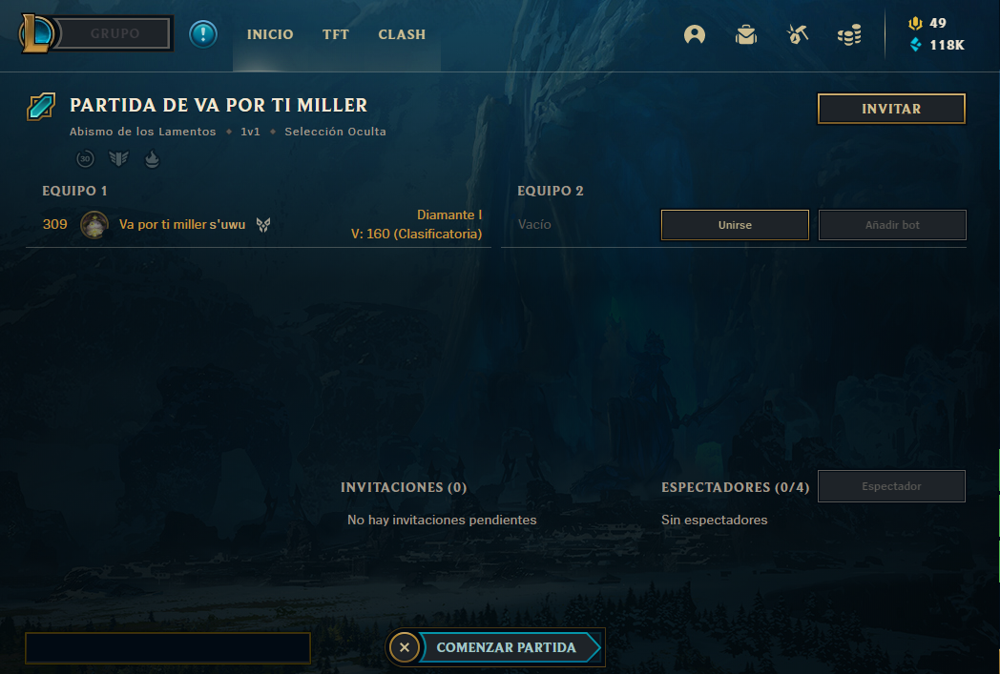 GRUPO
INICIO TFT CLASH
49
118K
PARTIDA DE VA POR TI MILLER
INVITAR
Abismo de los Lamentos • 1v1 • Selección Oculta
30
EQUIPO 1
309 Va por ti miller s'uwu
Diamante I
V: 160 (Clasificatoria)
EQUIPO 2
Vacío Unirse Añadir bot
INVITACIONES (0)
No hay invitaciones pendientes
ESPECTADORES (0/4) Espectador
Sin espectadores
COMENZAR PARTIDA